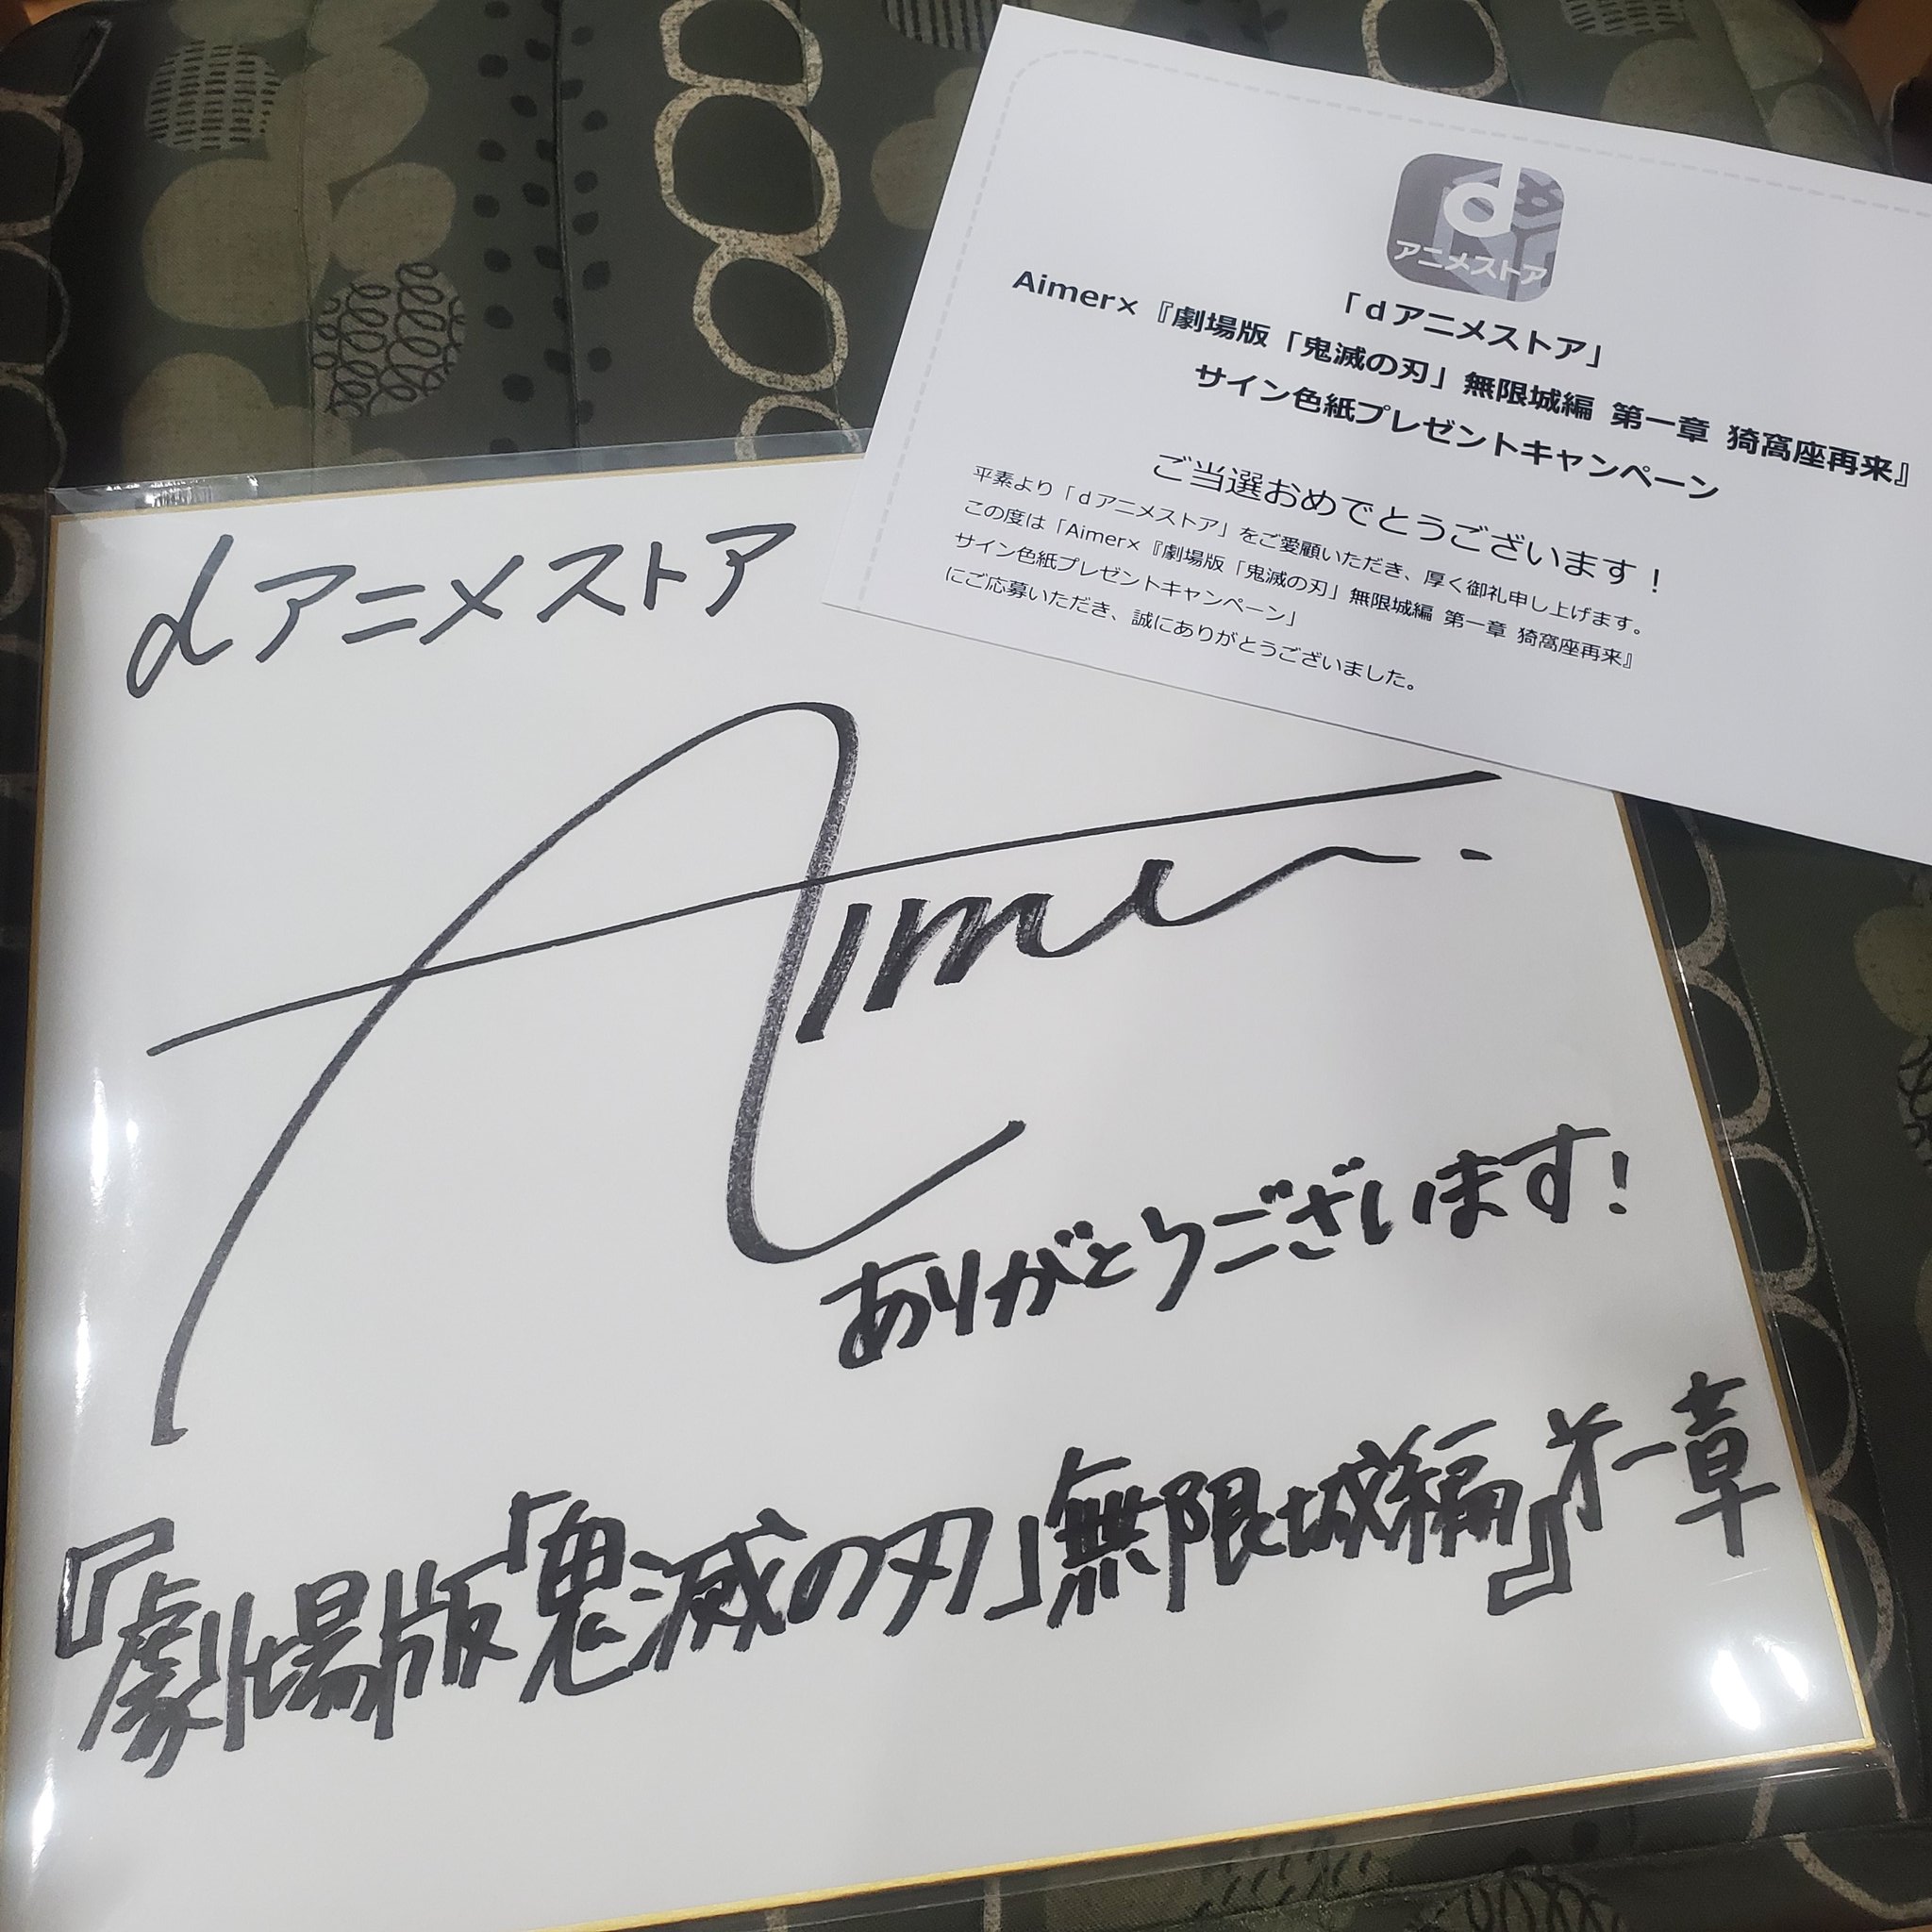 d
アニメストア
「dアニメストア」
Aimer×『劇場版「鬼滅の刃」無限城編 第一章 猗窩座再来』
サイン色紙プレゼントキャンペーン
ご当選おめでとうございます！
平素より「dアニメストア」をご愛顧いただき、厚く御礼申し上げます。
この度は「Aimer×『劇場版「鬼滅の刃」無限城編 第一章 猗窩座再来』
サイン色紙プレゼントキャンペーン」
にご応募いただき、誠にありがとうございました。
dアニメストア
Aimer
ありがとうございます!
『劇場版「鬼滅の刃」無限城編』第一章